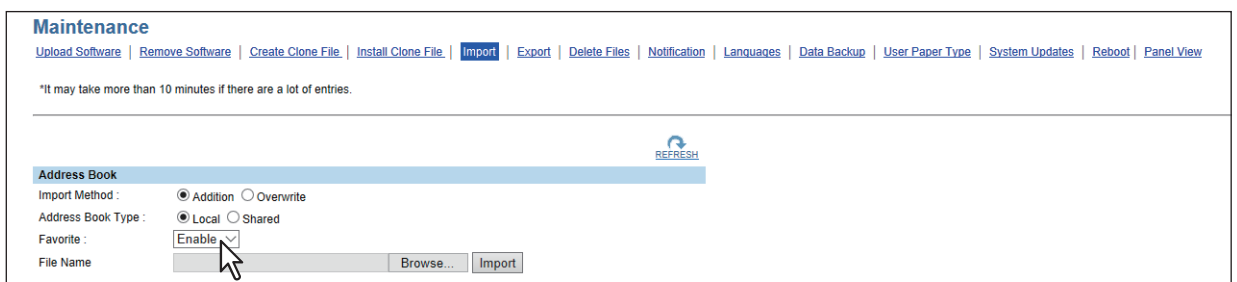 Maintenance
Upload Software | Remove Software | Create Clone File | Install Clone File | Import | Export | Delete Files | Notification | Languages | Data Backup | User Paper Type | System Updates | Reboot | Panel View
*It may take more than 10 minutes if there are a lot of entries.
REFRESH
Address Book
Import Method : Addition Overwrite
Address Book Type : Local Shared
Favorite : Enable
File Name Browse... Import